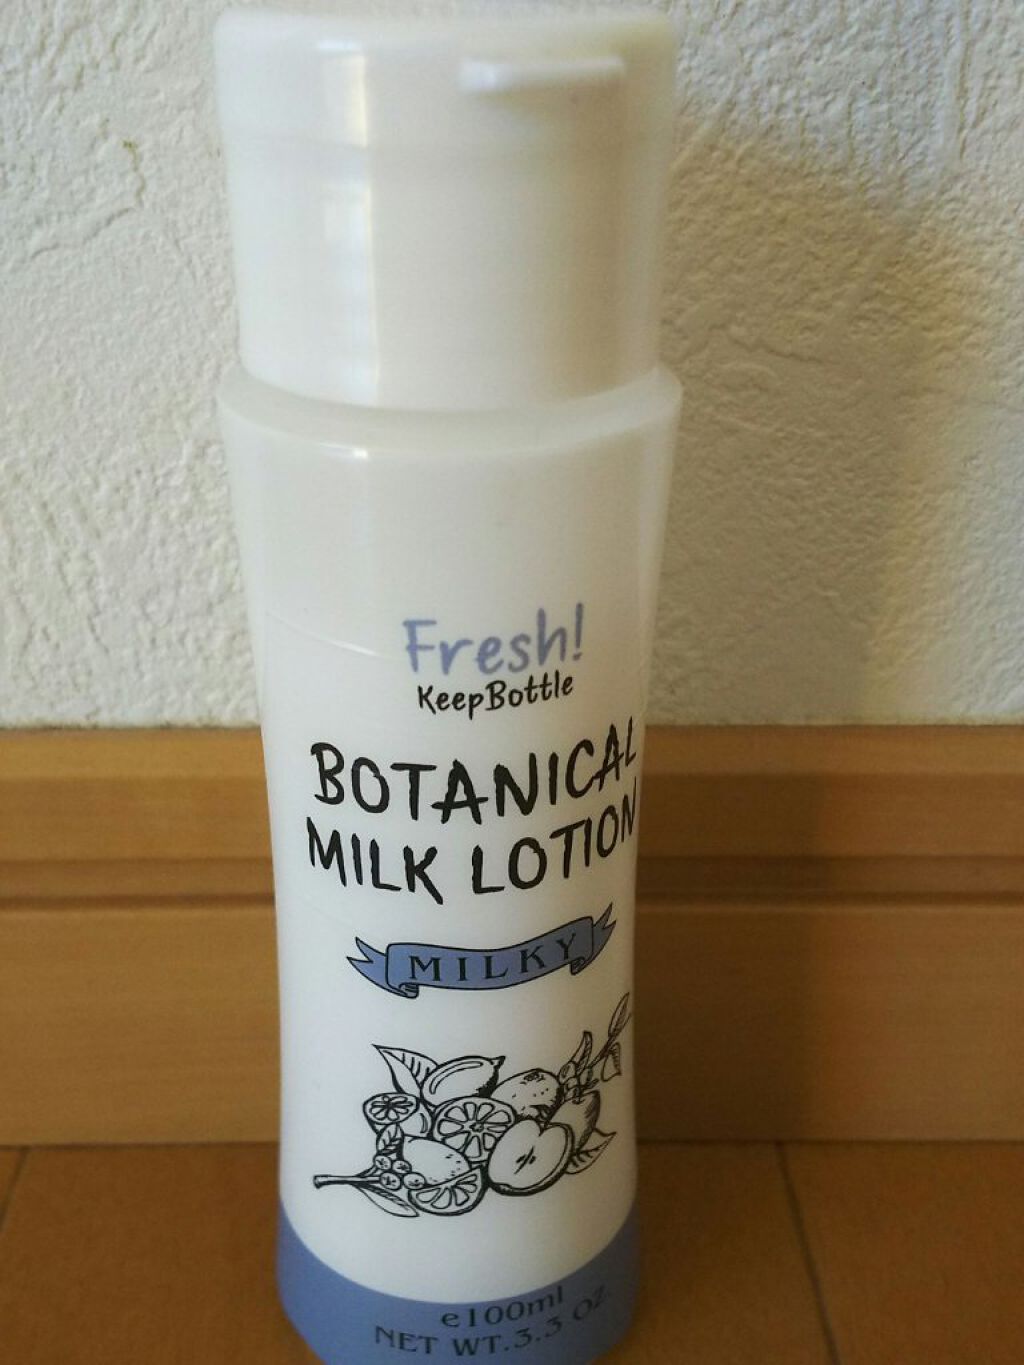 Fresh!
KeepBottle
BOTANICAL
MILK LOTION
MILKY
e100ml
NET WT.3.3 OZ.